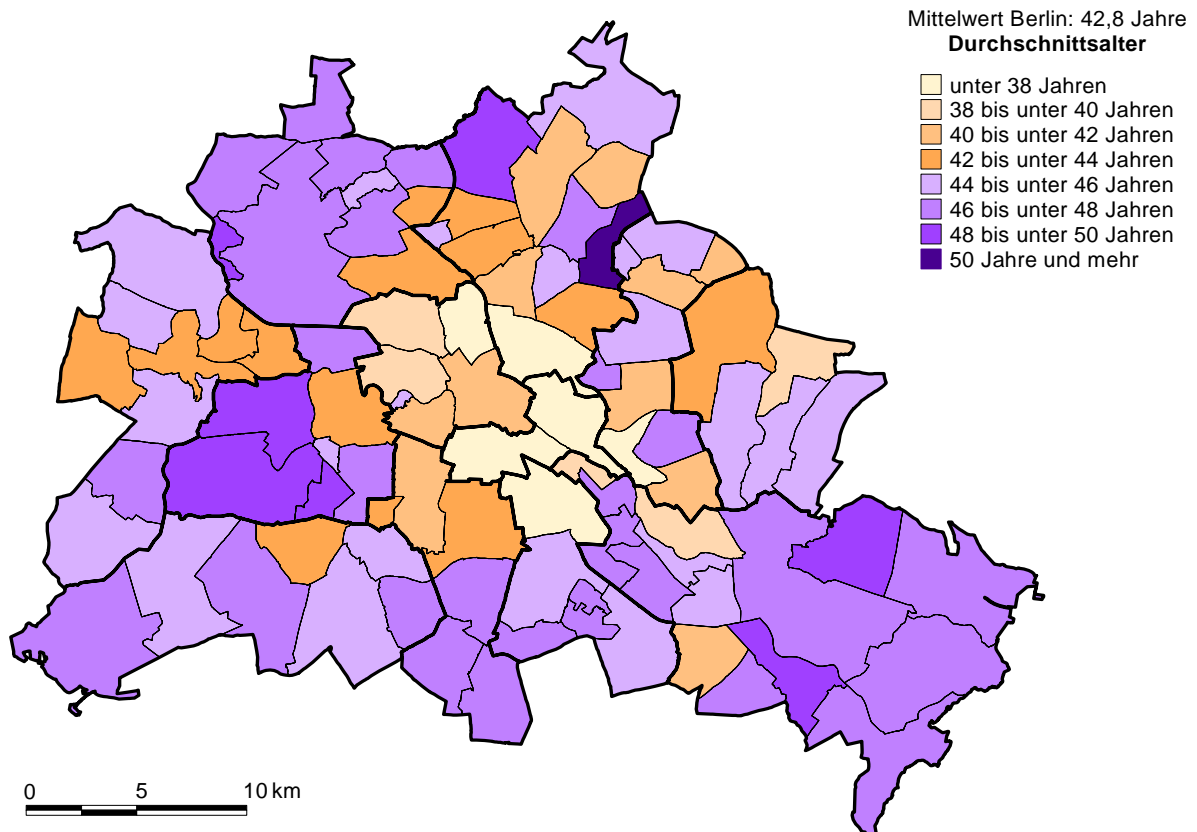 Mittelwert Berlin: 42,8 Jahre
Durchschnittsalter
unter 38 Jahren
38 bis unter 40 Jahren
40 bis unter 42 Jahren
42 bis unter 44 Jahren
44 bis unter 46 Jahren
46 bis unter 48 Jahren
48 bis unter 50 Jahren
50 Jahre und mehr
0 5 10 km